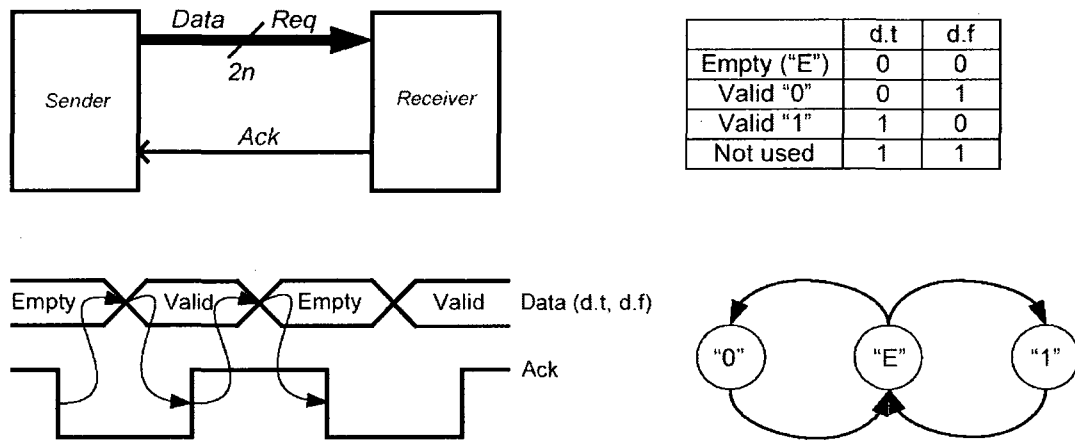 Data Req
2n
Sender
Receiver
Ack
d.t d.f
Empty ("E") 0 0
Valid "0" 0 1
Valid "1" 1 0
Not used 1 1
Empty Valid Empty Valid Data (d.t, d.f)
Ack
"0" "E" "1"